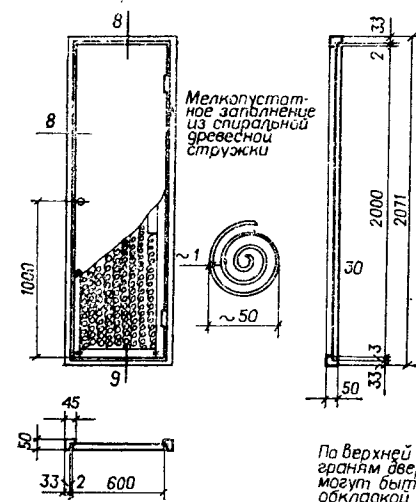 8
8
Мелкопустот-
ное заполнение
из спиральной
древесной
стружки
1000
~1
~50
9
33
2
2000
2071
30
3
33
50
45
50
33
2
600
По верхней
граням две
могут быт
обкладкой